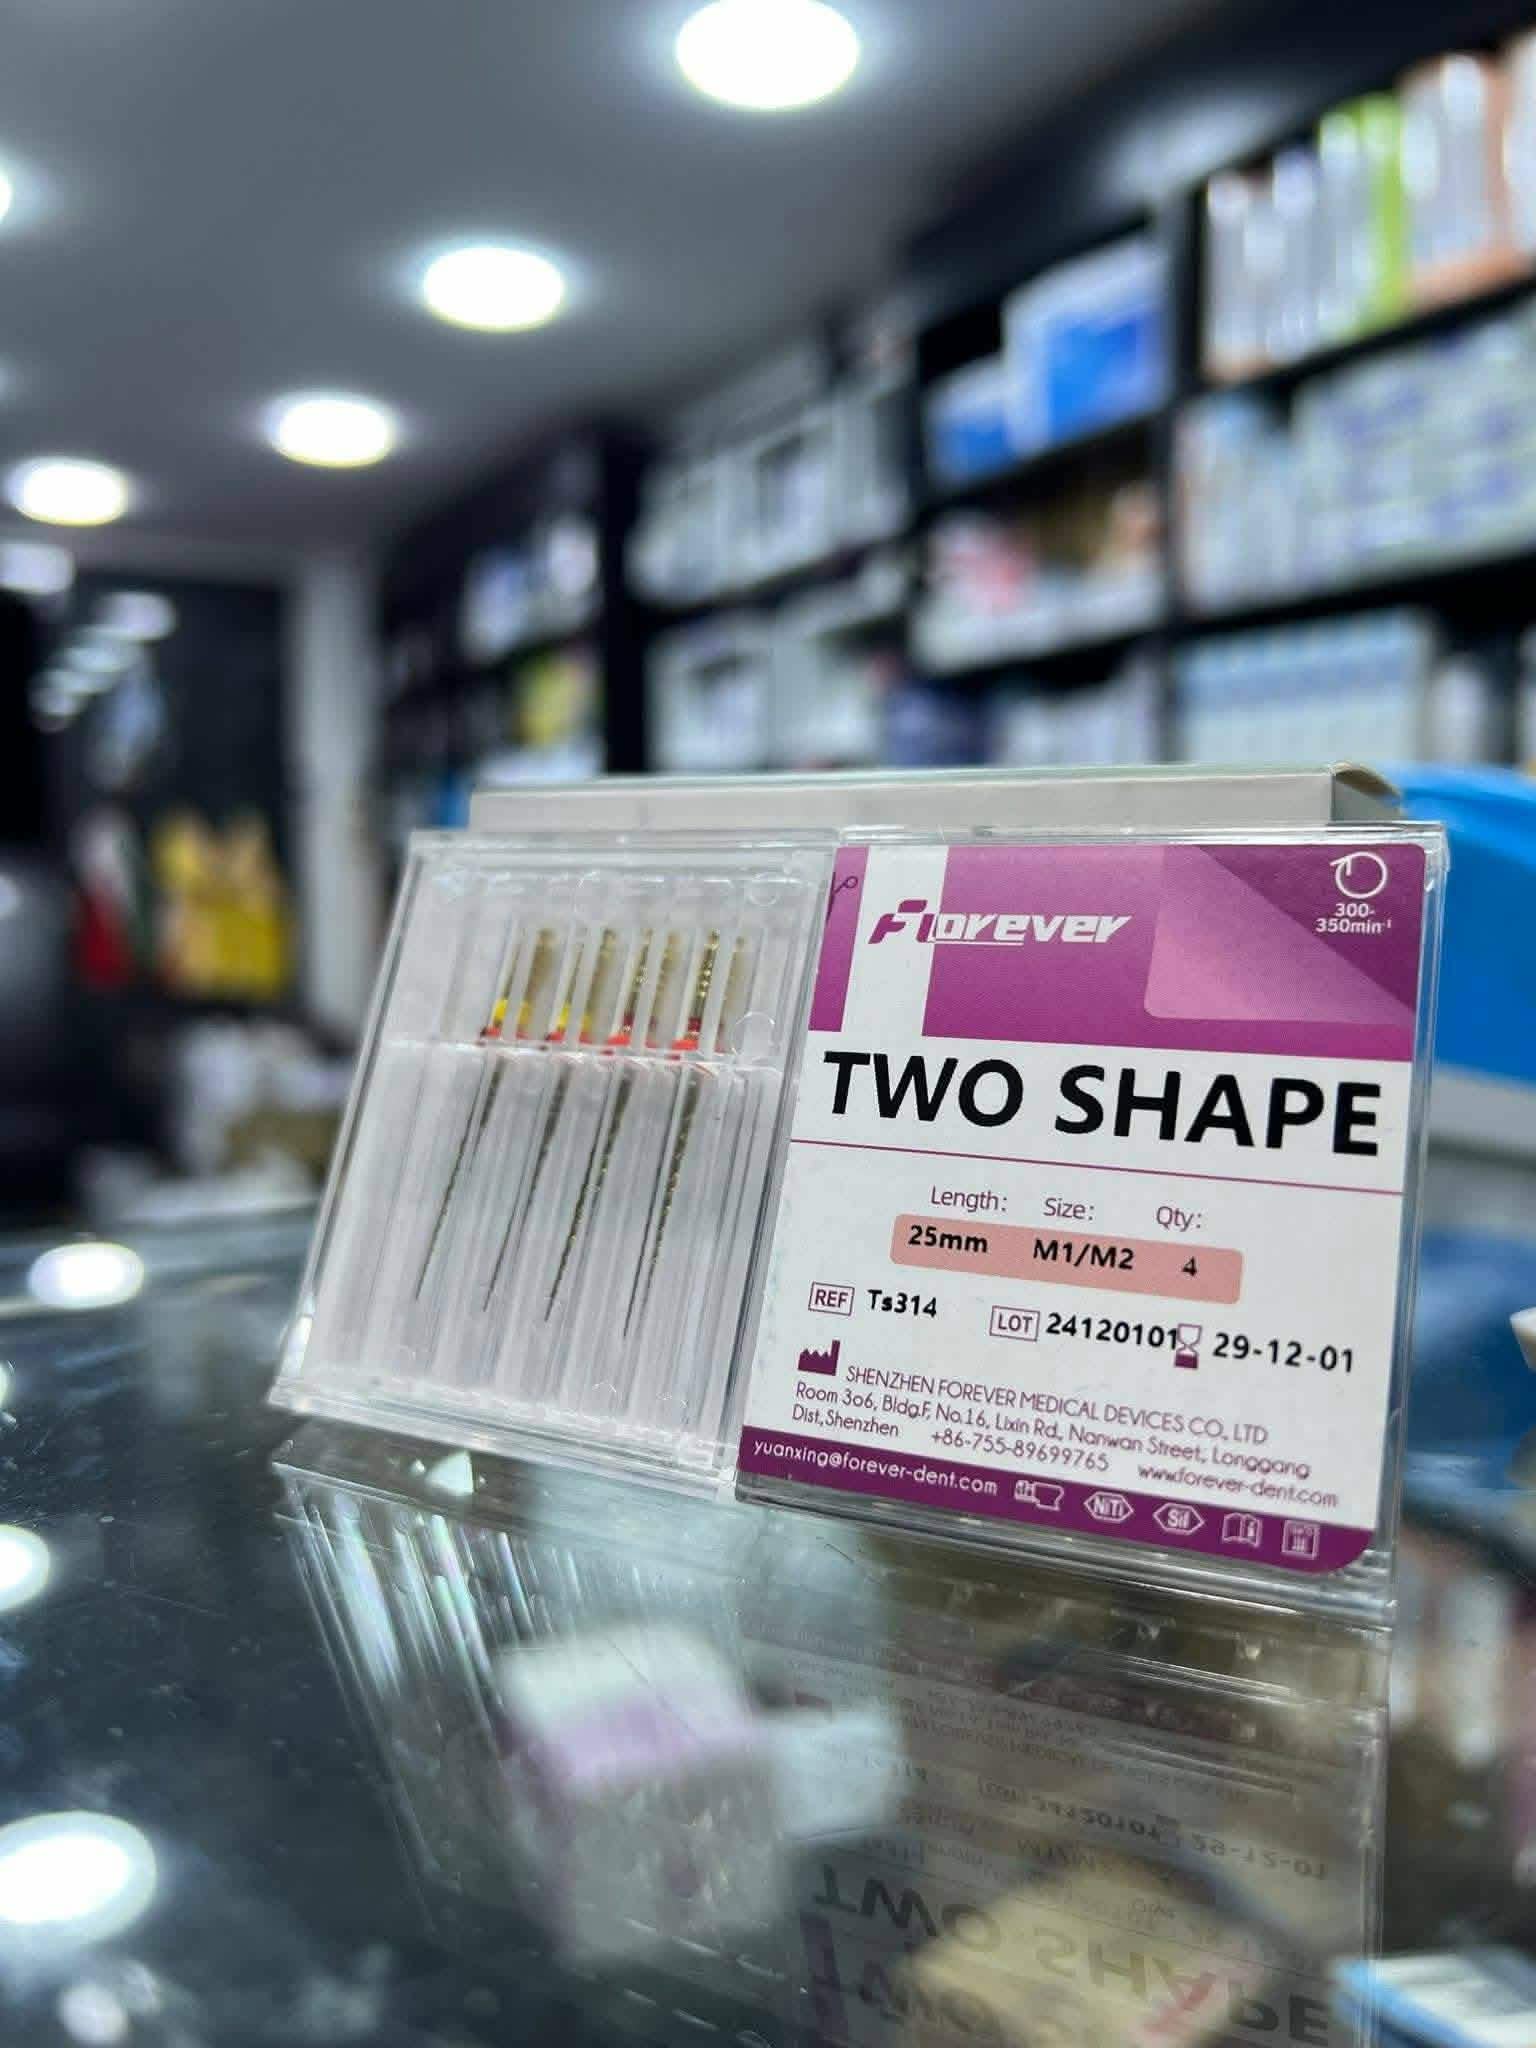 Forever
300-
350min⁻¹
TWO SHAPE
Length: Size: Qty:
25mm M1/M2 4
REF Ts314 LOT 24120101 29-12-01
SHENZHEN FOREVER MEDICAL DEVICES CO., LTD
Room 306, Bldg.F, No.16, Lixin Rd., Nanwan Street, Longgang
Dist,Shenzhen +86-755-89699765 www.forever-dent.com
yuanxing@forever-dent.com NiTi Sil